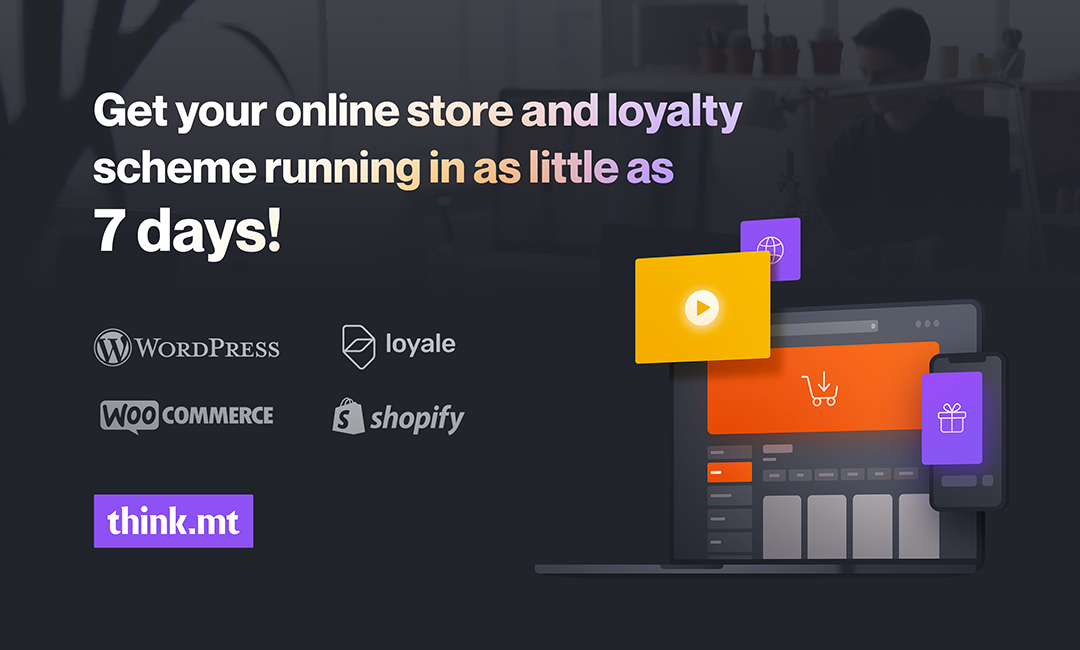 Get your online store and loyalty
scheme running in as little as
7 days!
WORDPRESS
loyale
WOO COMMERCE
shopify
think.mt